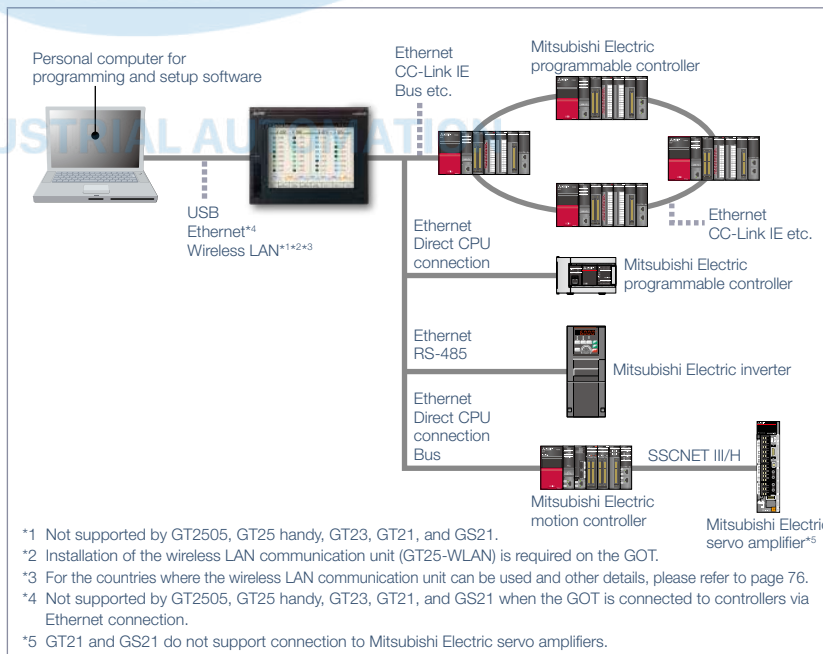 Personal computer for
programming and setup software
Ethernet
CC-Link IE
Bus etc.
Mitsubishi Electric
programmable controller
INDUSTRIAL AUTOMATION
USB
Ethernet*4
Wireless LAN*1*2*3
Ethernet
CC-Link IE etc.
Ethernet
Direct CPU
connection
Mitsubishi Electric
programmable controller
Ethernet
RS-485
Mitsubishi Electric inverter
Ethernet
Direct CPU
connection
Bus
SSCNET III/H
Mitsubishi Electric
motion controller
Mitsubishi Electric
servo amplifier*5
*1 Not supported by GT2505, GT25 handy, GT23, GT21, and GS21.
*2 Installation of the wireless LAN communication unit (GT25-WLAN) is required on the GOT.
*3 For the countries where the wireless LAN communication unit can be used and other details, please refer to page 76.
*4 Not supported by GT2505, GT25 handy, GT23, GT21, and GS21 when the GOT is connected to controllers via
Ethernet connection.
*5 GT21 and GS21 do not support connection to Mitsubishi Electric servo amplifiers.